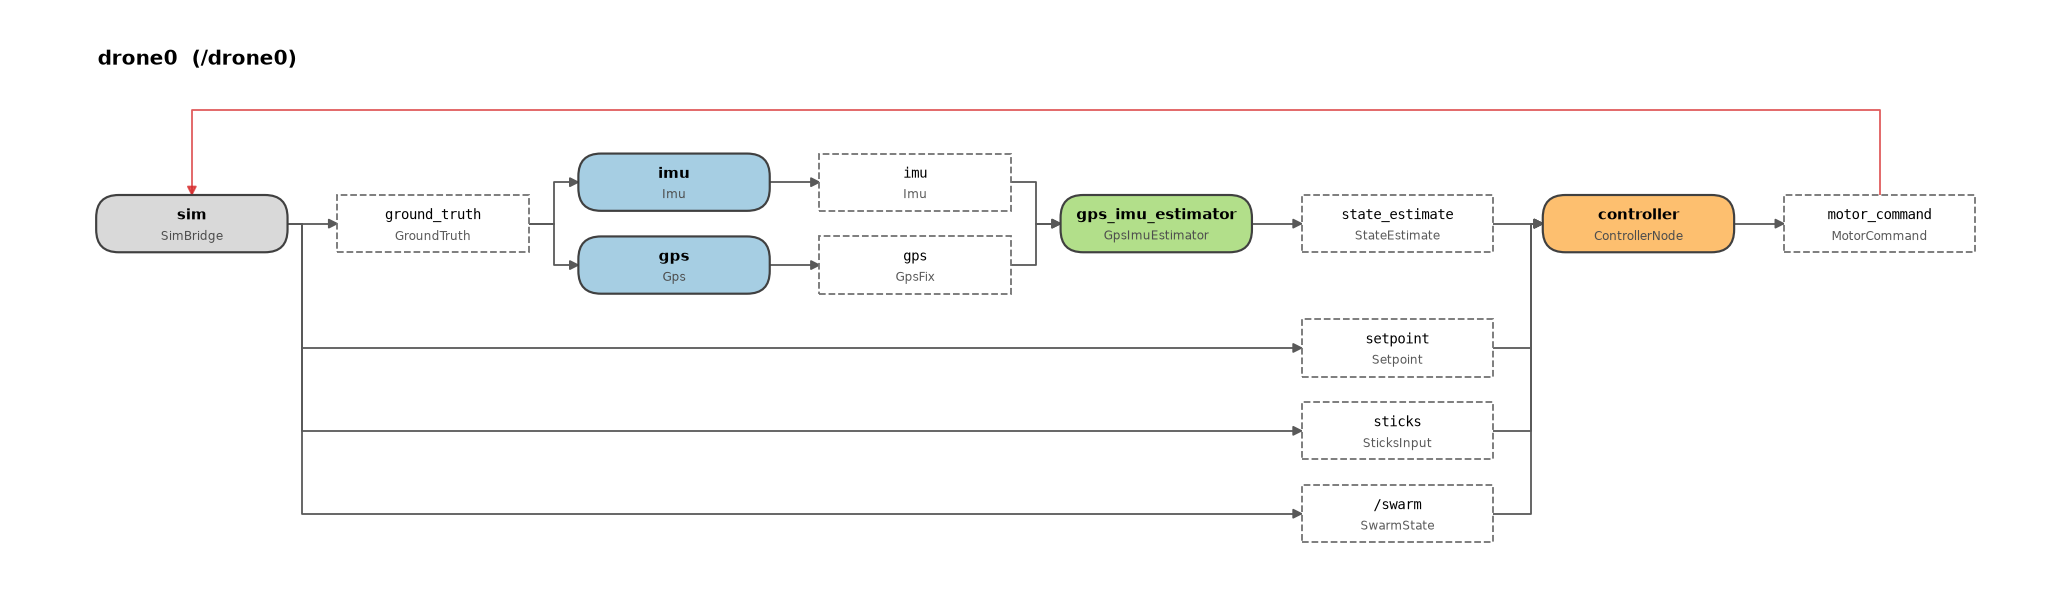 drone0  (/drone0)
sim
SimBridge
ground_truth
GroundTruth
imu
Imu
gps
Gps
imu
Imu
gps
GpsFix
gps_imu_estimator
GpsImuEstimator
state_estimate
StateEstimate
setpoint
Setpoint
sticks
SticksInput
/swarm
SwarmState
controller
ControllerNode
motor_command
MotorCommand